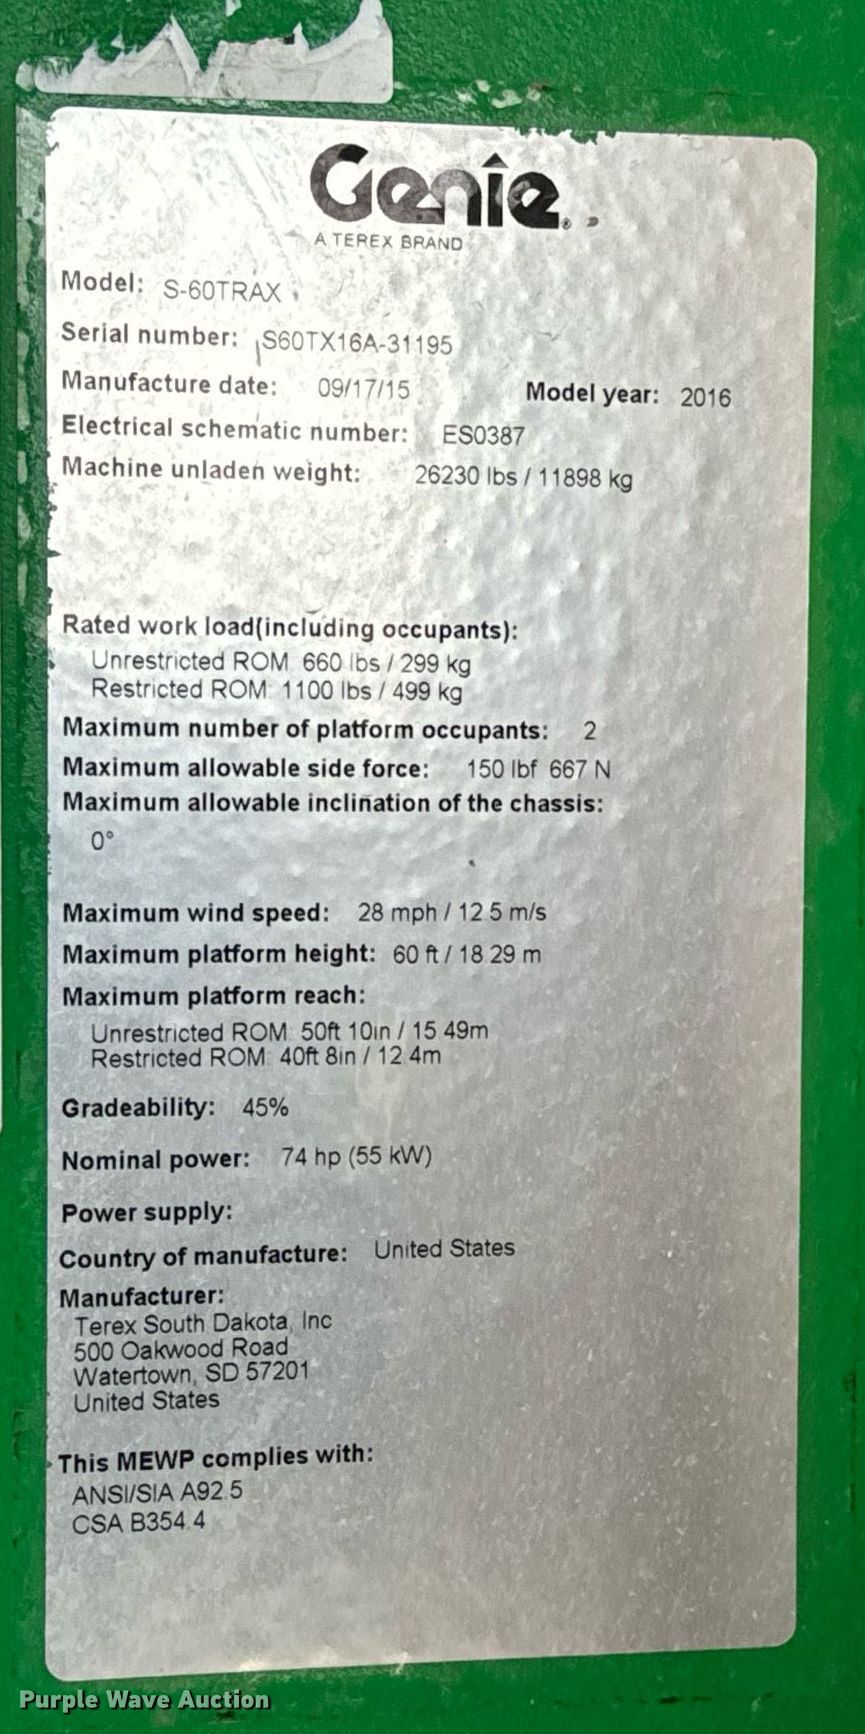 Genie®
A TEREX BRAND
Model: S-60TRAX
Serial number: S60TX16A-31195
Manufacture date: 09/17/15 Model year: 2016
Electrical schematic number: ES0387
Machine unladen weight: 26230 lbs / 11898 kg
Rated work load(including occupants):
Unrestricted ROM: 660 lbs / 299 kg
Restricted ROM: 1100 lbs / 499 kg
Maximum number of platform occupants: 2
Maximum allowable side force: 150 lbf 667 N
Maximum allowable inclination of the chassis:
0°
Maximum wind speed: 28 mph / 12.5 m/s
Maximum platform height: 60 ft / 18.29 m
Maximum platform reach:
Unrestricted ROM: 50ft 10in / 15.49m
Restricted ROM: 40ft 8in / 12.4m
Gradeability: 45%
Nominal power: 74 hp (55 kW)
Power supply:
Country of manufacture: United States
Manufacturer:
Terex South Dakota, Inc
500 Oakwood Road
Watertown, SD 57201
United States
This MEWP complies with:
ANSI/SIA A92.5
CSA B354.4
Purple Wave Auction